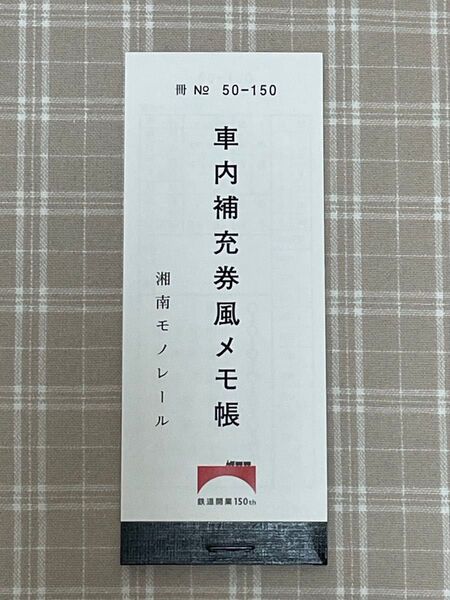 冊 № 50-150
車内補充券風メモ帳
湘南モノレール
鉄道開業150th